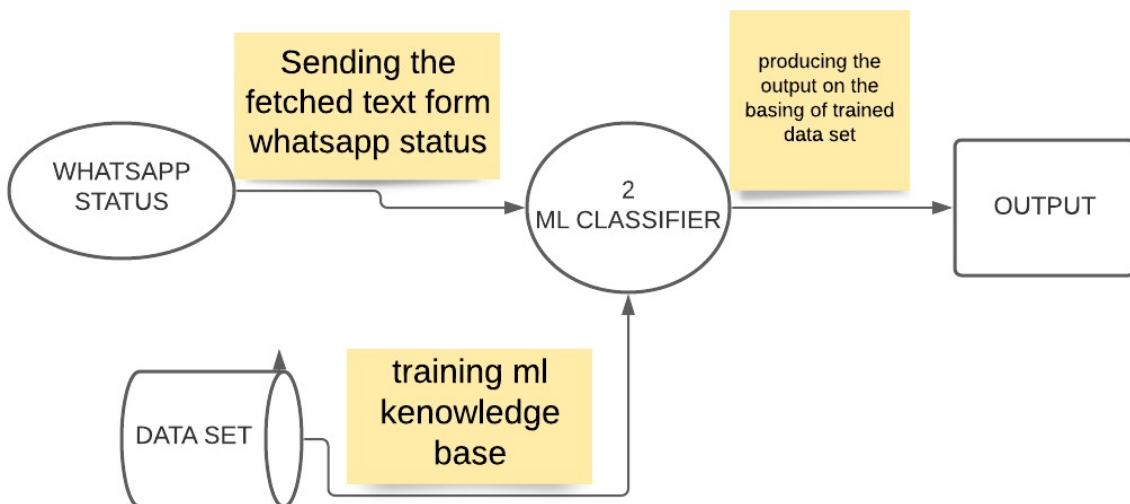 Sending the
fetched text form
whatsapp status
producing the
output on the
basing of trained
data set
WHATSAPP
STATUS
2
ML CLASSIFIER
OUTPUT
training ml
kenowledge
base
DATA SET